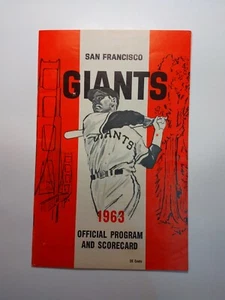 SAN FRANCISCO
GIANTS
GIANTS
1963
OFFICIAL PROGRAM
AND SCORECARD